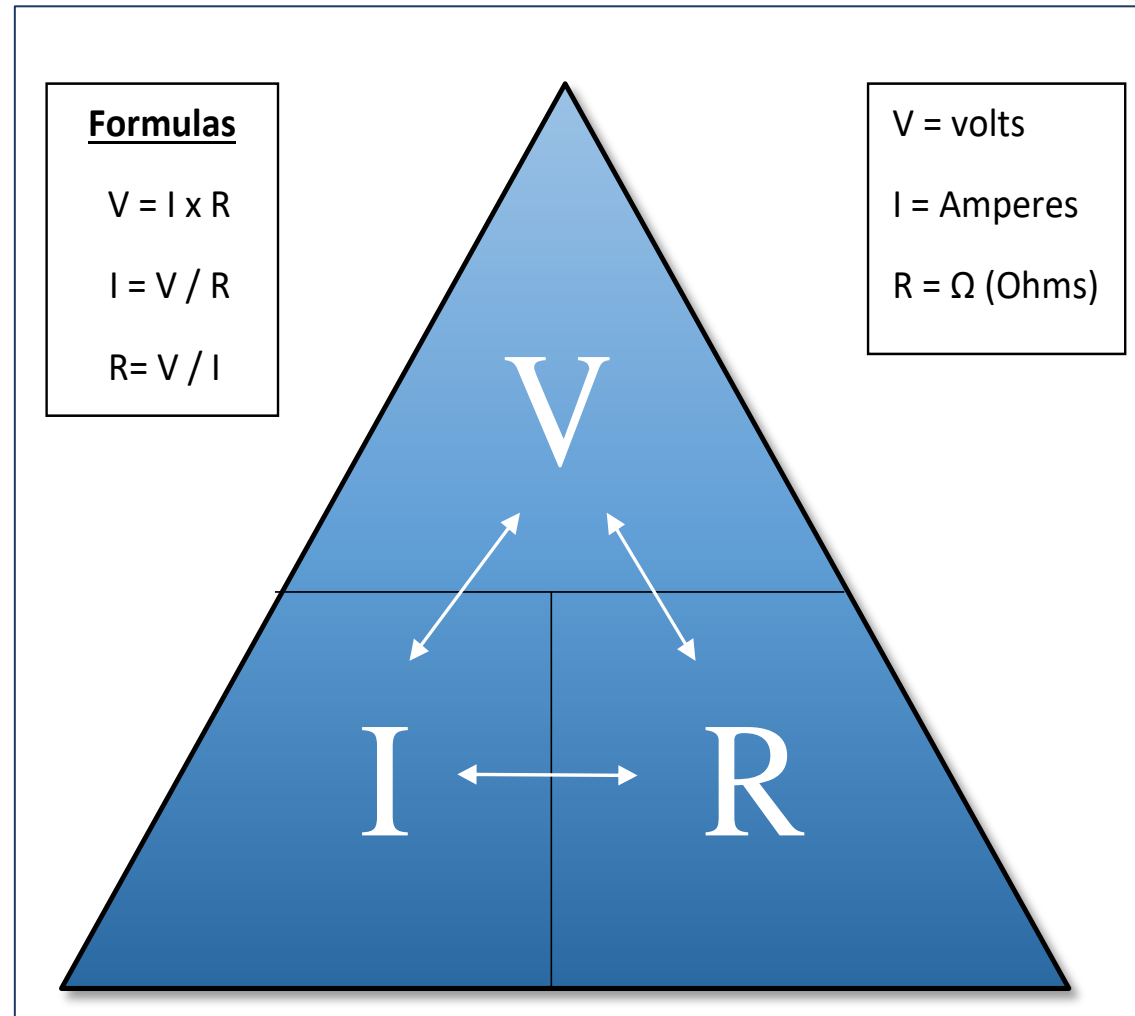 Formulas
V = I x R
I = V / R
R= V / I
V = volts
I = Amperes
R = Ω (Ohms)
V
I
R